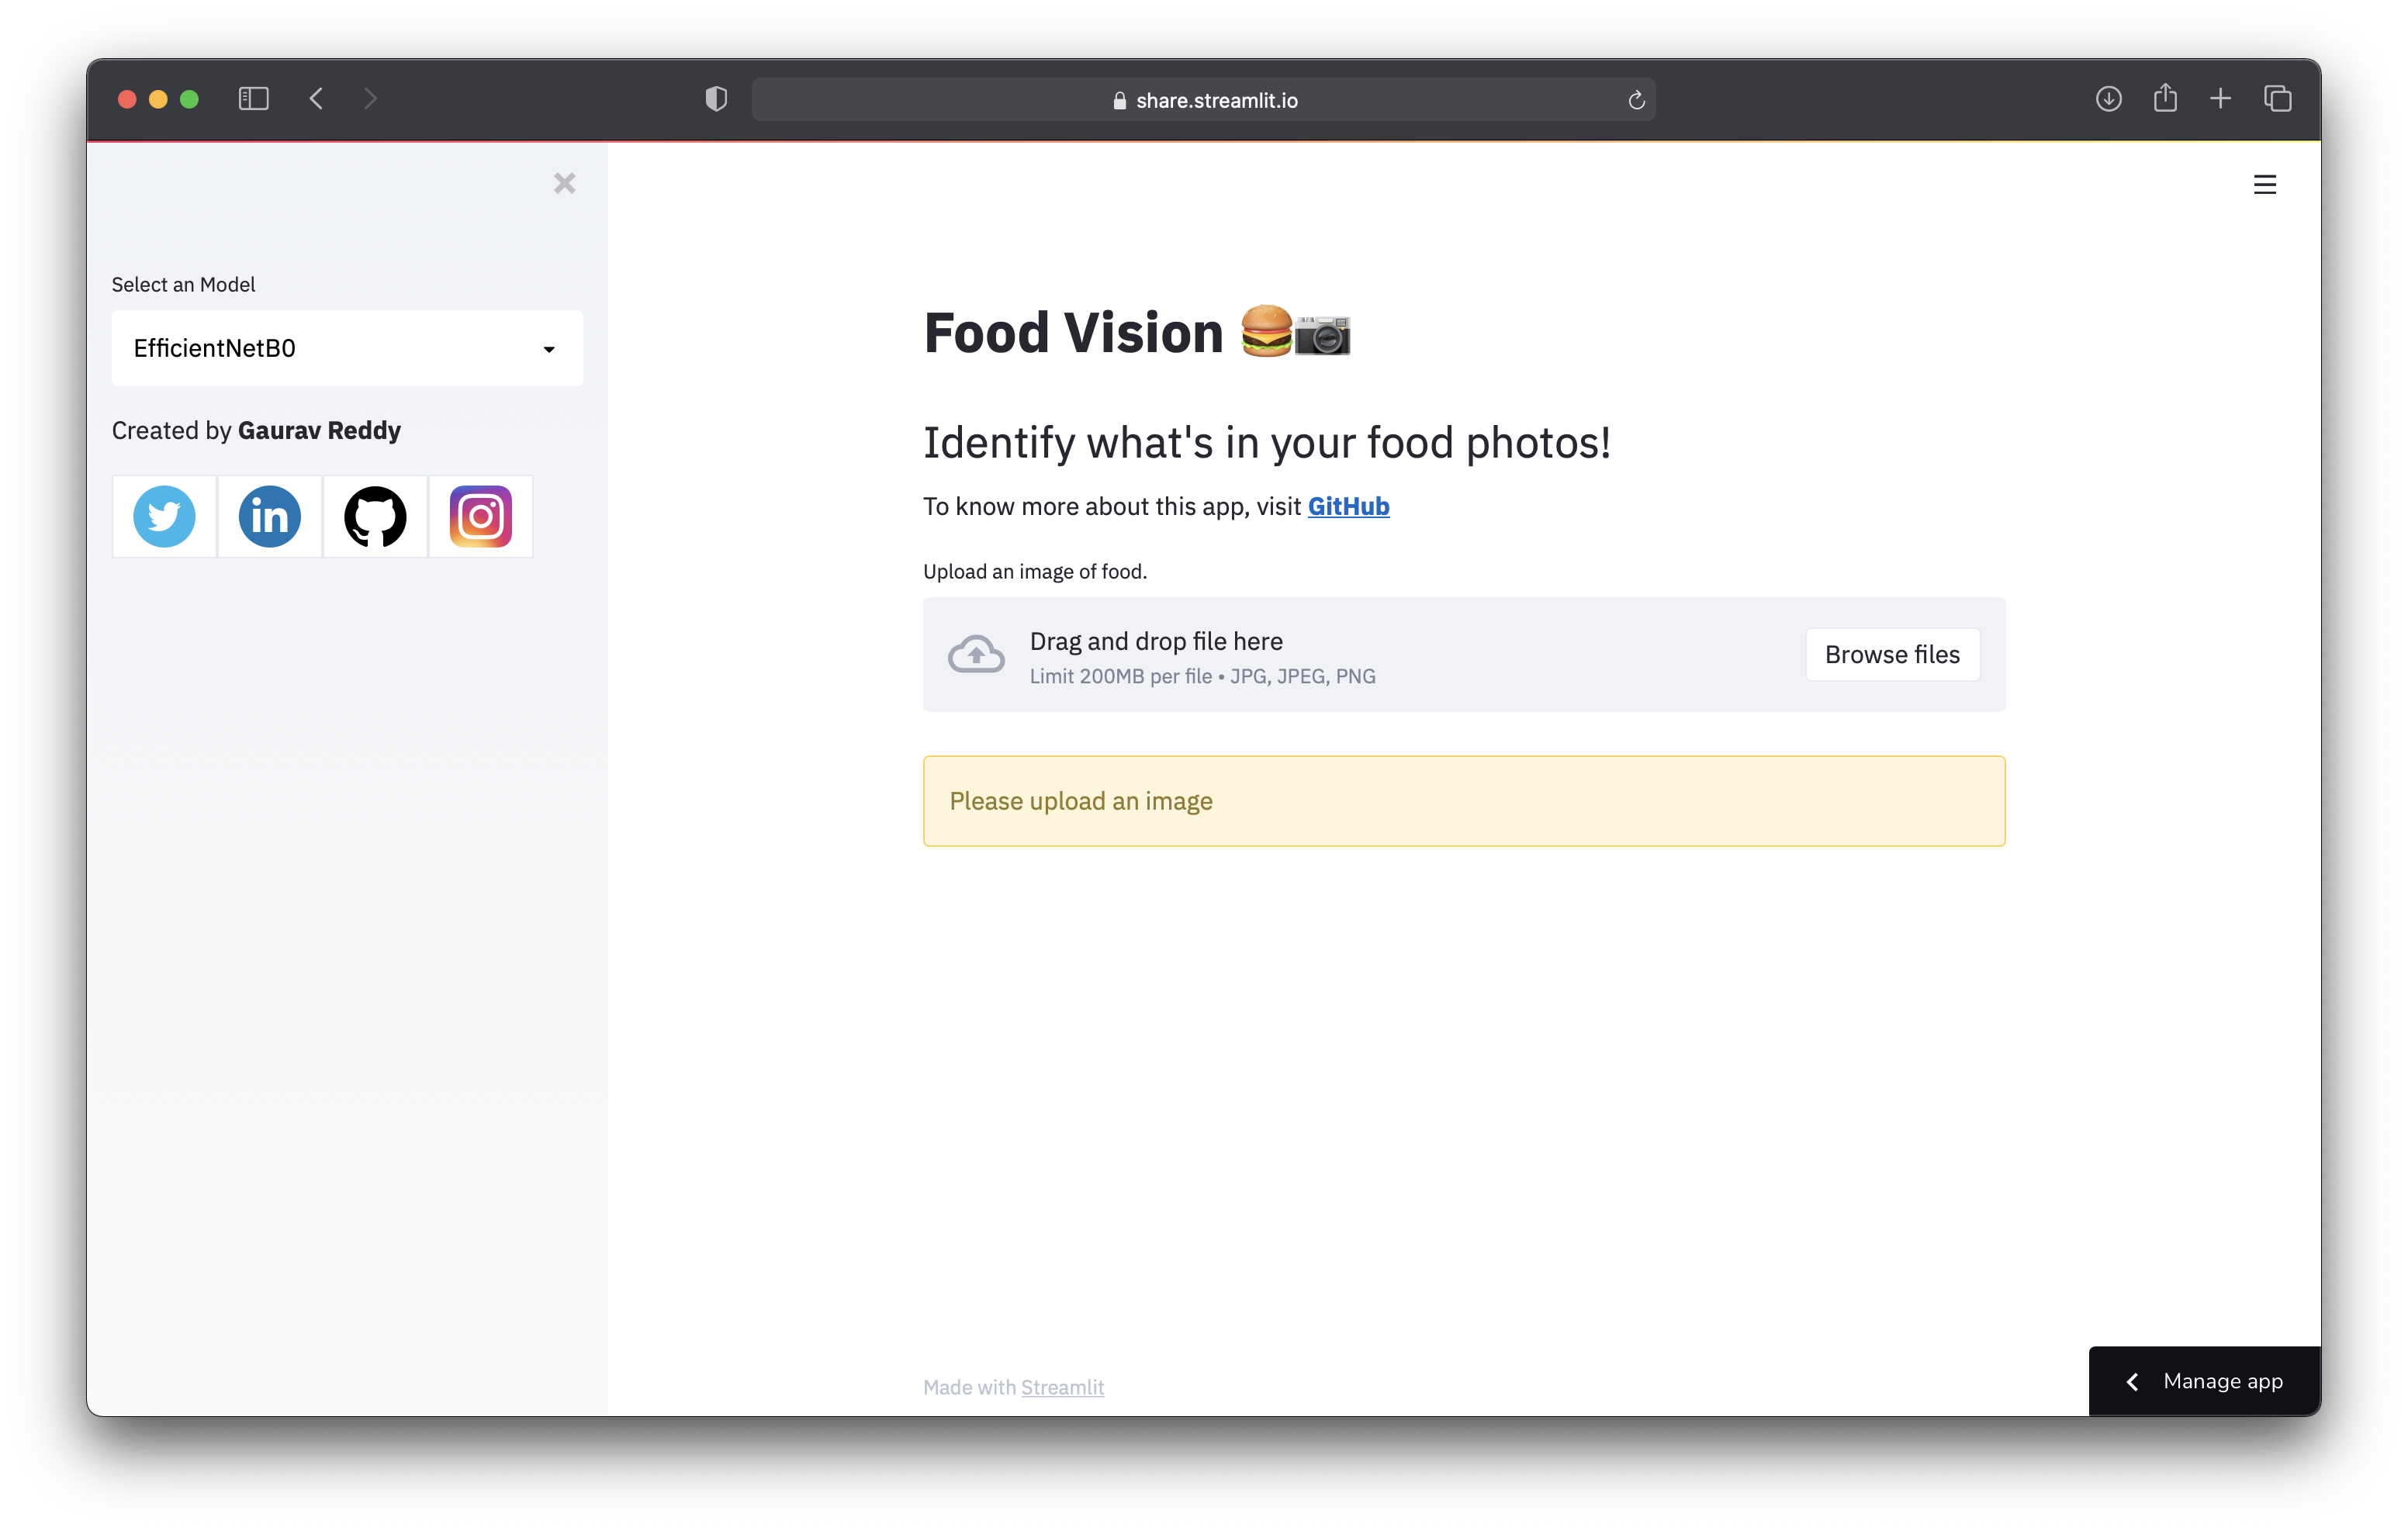 share.streamlit.io
Select an Model
EfficientNetB0
Created by Gaurav Reddy
in
Food Vision 🍔📷
Identify what's in your food photos!
To know more about this app, visit GitHub
Upload an image of food.
Drag and drop file here
Limit 200MB per file • JPG, JPEG, PNG
Browse files
Please upload an image
Made with Streamlit
Manage app